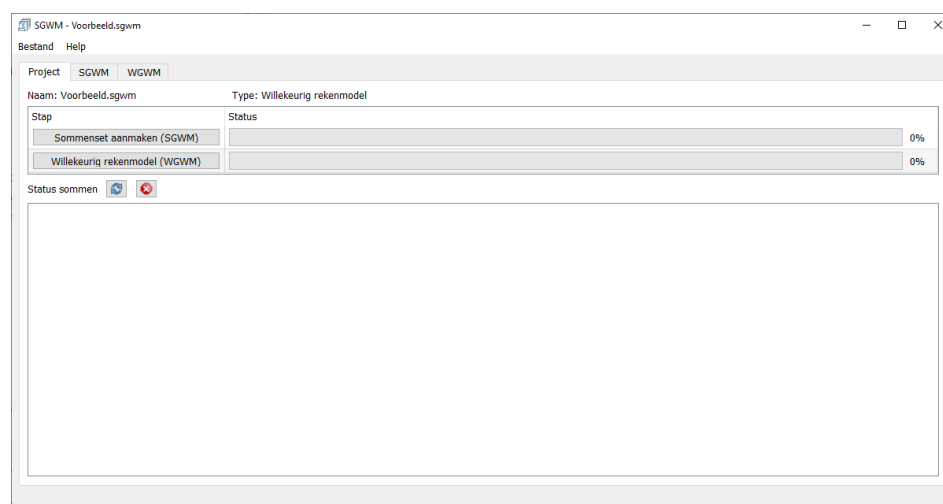 SGWM - Voorbeeld.sgwm
Bestand Help
Project SGWM WGWM
Naam: Voorbeeld.sgwm Type: Willekeurig rekenmodel
Stap Status
Sommenset aanmaken (SGWM) 0%
Willekeurig rekenmodel (WGWM) 0%
Status sommen